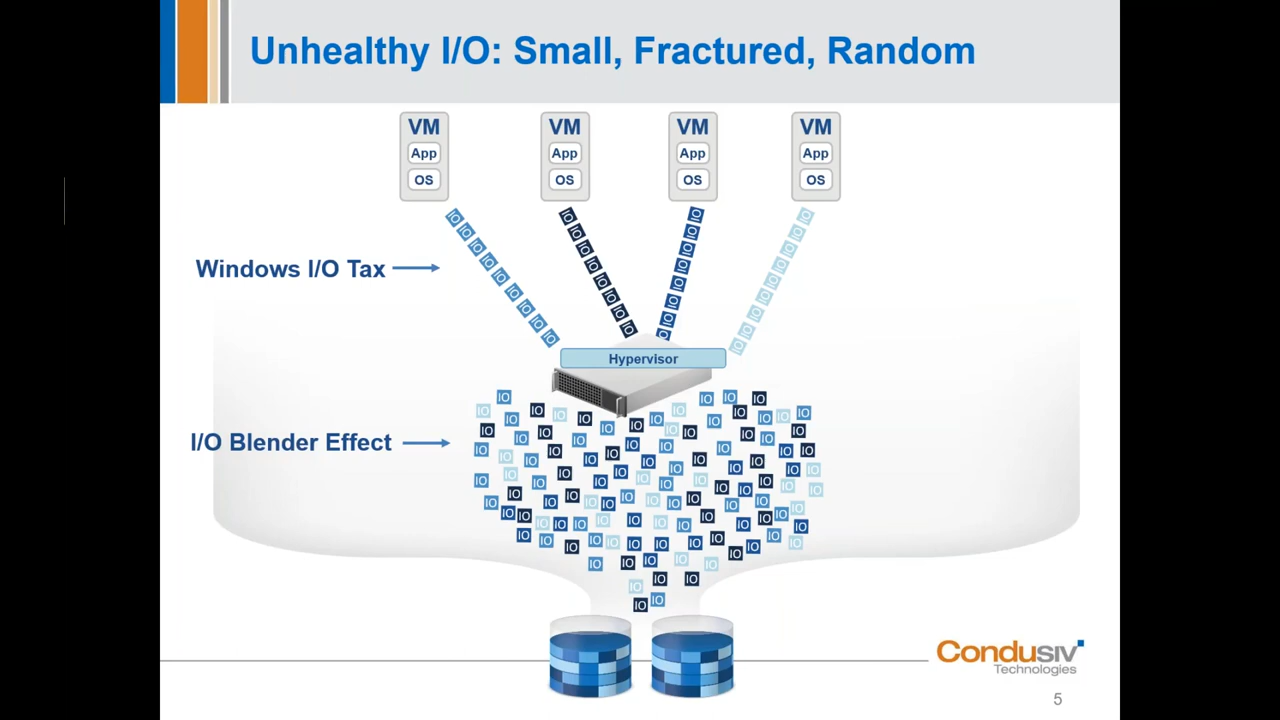 Unhealthy I/O: Small, Fractured, Random
VM VM VM VM
App App App App
OS OS OS OS
Windows I/O Tax
Hypervisor
I/O Blender Effect
IO
Condusiv
Technologies
5